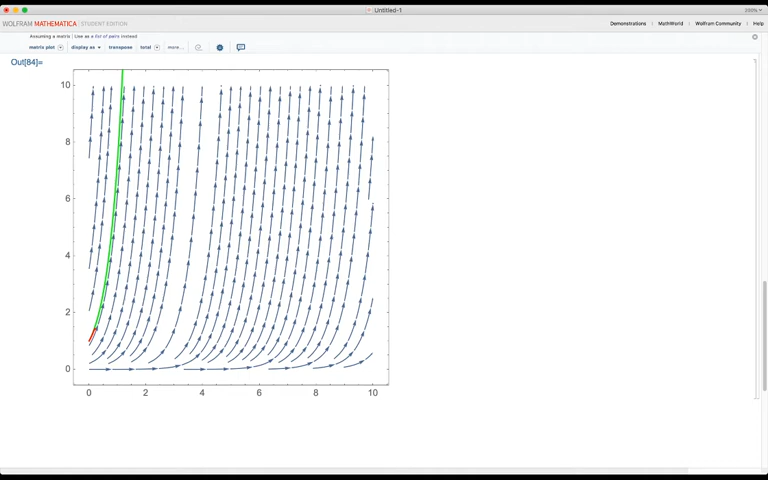 Untitled-1
100%
WOLFRAM MATHEMATICA | STUDENT EDITION
Demonstrations | MathWorld | Wolfram Community | Help
Assuming a matrix | Use as a list of pairs instead
matrix plot display as transpose total more...
Out[84]=
10
8
6
4
2
0
0 2 4 6 8 10